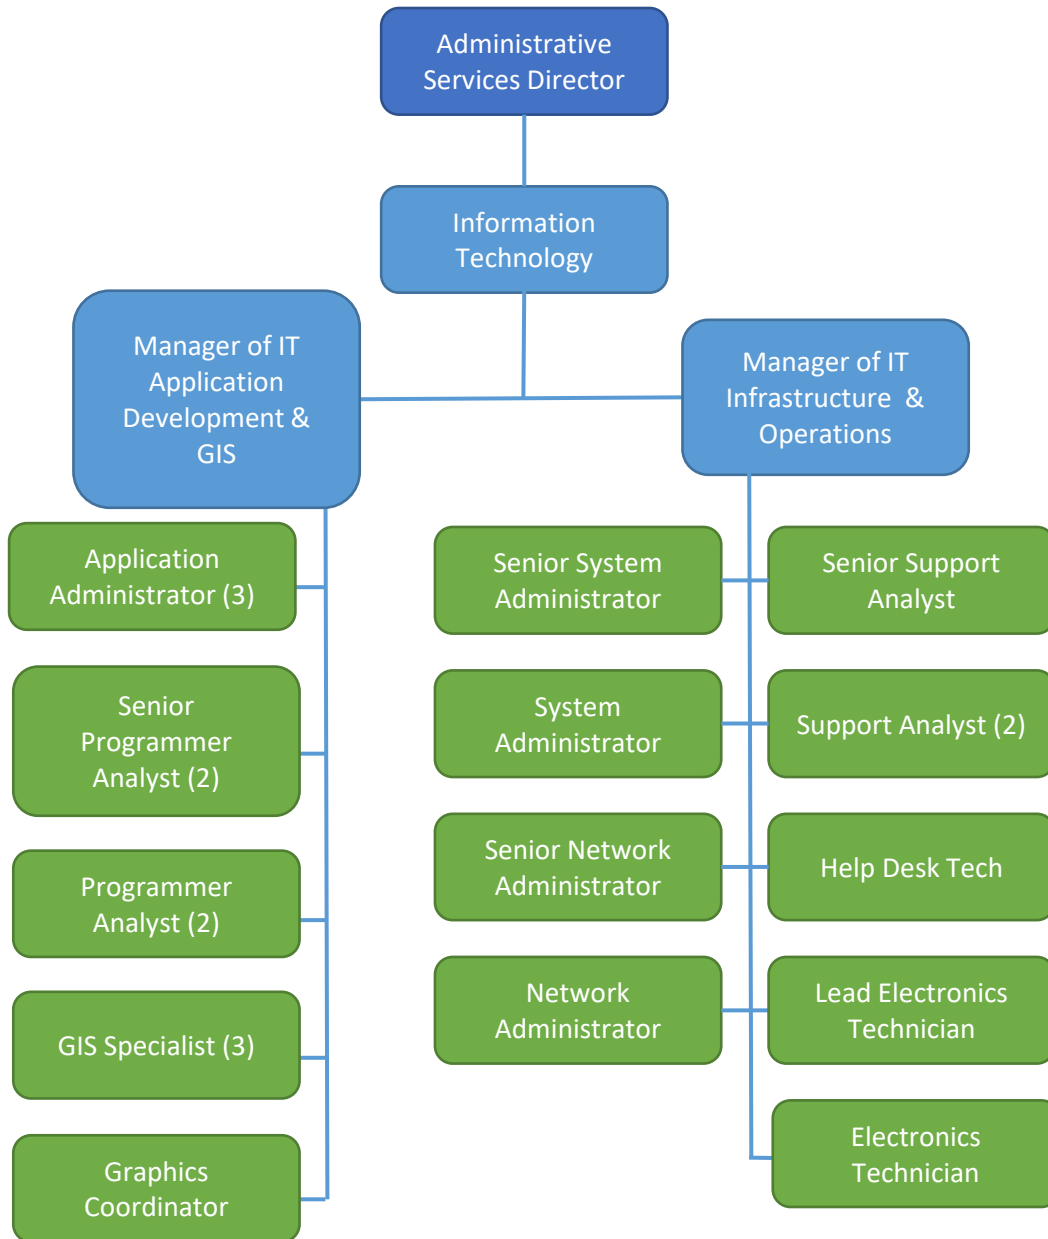 Administrative
Services Director
Information
Technology
Manager of IT
Application
Development &
GIS
Manager of IT
Infrastructure & 
Operations
Application
Administrator (3)
Senior
Programmer
Analyst (2)
Programmer
Analyst (2)
GIS Specialist (3)
Graphics
Coordinator
Senior System
Administrator
System
Administrator
Senior Network
Administrator
Network
Administrator
Senior Support
Analyst
Support Analyst (2)
Help Desk Tech
Lead Electronics
Technician
Electronics
Technician